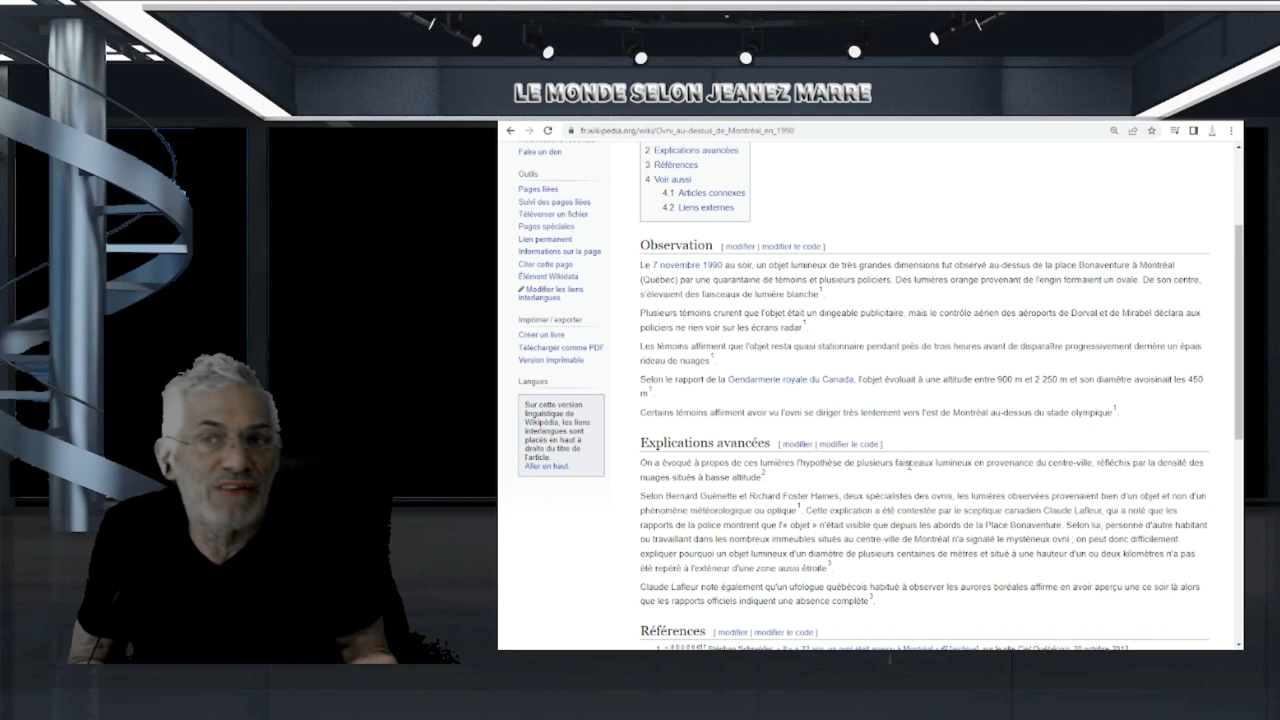 LE MONDE SELON JEANEZ MARRE
fr.wikipedia.org/wiki/Ovni_au-dessus_de_Montréal_en_1990
Faire un don
Outils
Pages liées
Suivi des pages liées
Téléverser un fichier
Pages spéciales
Lien permanent
Informations sur la page
Citer cette page
Élément Wikidata
Modifier les liens
interlangues
Imprimer / exporter
Créer un livre
Télécharger comme PDF
Version imprimable
Langues
Sur cette version
linguistique de
Wikipédia, les liens
interlangues sont
placés en haut à
droite du titre de
l'article.
Aller en haut.
2 Explications avancées
3 Références
4 Voir aussi
4.1 Articles connexes
4.2 Liens externes
Observation [ modifier | modifier le code ]
Le 7 novembre 1990 au soir, un objet lumineux de très grandes dimensions fut observé au-dessus de la place Bonaventure à Montréal
(Québec) par une quarantaine de témoins et plusieurs policiers. Des lumières orange provenant de l'engin formaient un ovale. De son centre,
s'élevaient des faisceaux de lumière blanche1.
Plusieurs témoins crurent que l'objet était un dirigeable publicitaire, mais le contrôle aérien des aéroports de Dorval et de Mirabel déclara aux
policiers ne rien voir sur les écrans radar1.
Les témoins affirment que l'objet resta quasi stationnaire pendant près de trois heures avant de disparaître progressivement derrière un épais
rideau de nuages1.
Selon le rapport de la Gendarmerie royale du Canada, l'objet évoluait à une altitude entre 900 m et 2 250 m et son diamètre avoisinait les 450
m1.
Certains témoins affirment avoir vu l'ovni se diriger très lentement vers l'est de Montréal au-dessus du stade olympique1.
Explications avancées [ modifier | modifier le code ]
On a évoqué à propos de ces lumières l'hypothèse de plusieurs faisceaux lumineux en provenance du centre-ville, réfléchis par la densité des
nuages situés à basse altitude2.
Selon Bernard Guénette et Richard Foster Haines, deux spécialistes des ovnis, les lumières observées provenaient bien d'un objet et non d'un
phénomène météorologique ou optique1. Cette explication a été contestée par le sceptique canadien Claude Lafleur, qui a noté que les
rapports de la police montrent que l'« objet » n'était visible que depuis les abords de la Place Bonaventure. Selon lui, personne d'autre habitant
ou travaillant dans les nombreux immeubles situés au centre-ville de Montréal n'a signalé le mystérieux ovni ; on peut donc difficilement
expliquer pourquoi un objet lumineux d'un diamètre de plusieurs centaines de mètres et situé à une hauteur d'un ou deux kilomètres n'a pas
été repéré à l'extérieur d'une zone aussi étroite3.
Claude Lafleur note également qu'un ufologue québécois habitué à observer les aurores boréales affirme en avoir aperçu une ce soir là alors
que les rapports officiels indiquent une absence complète3.
Références [ modifier | modifier le code ]